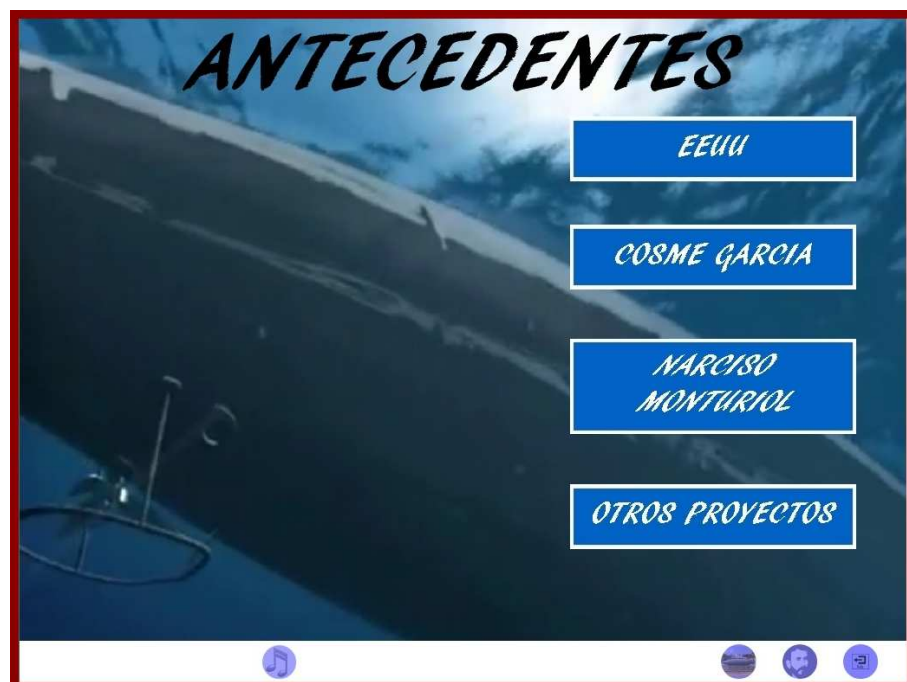 ANTECEDENTES
EEUU
COSME GARCIA
NARCISO
MONTURIOL
OTROS PROYECTOS